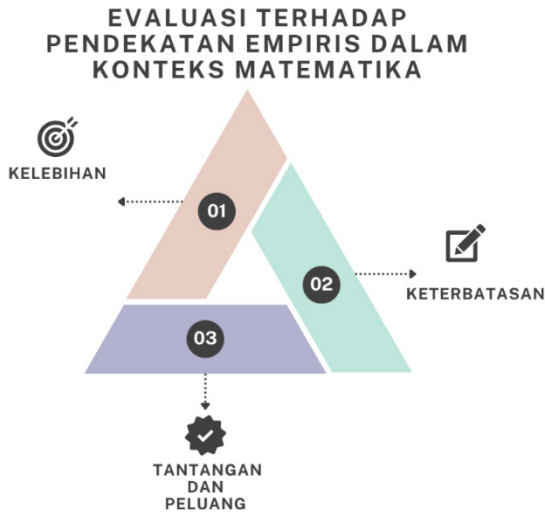 EVALUASI TERHADAP
PENDEKATAN EMPIRIS DALAM
KONTEKS MATEMATIKA
KELEBIHAN
01
02
KETERBATASAN
03
TANTANGAN
DAN
PELUANG